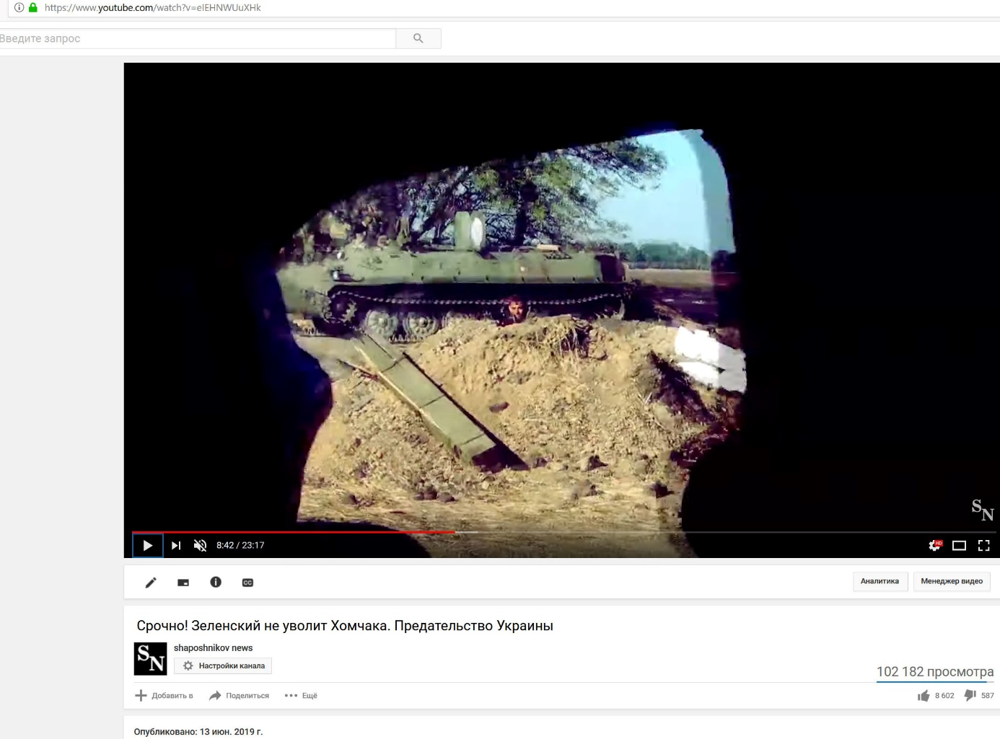 https://www.youtube.com/watch?v=eIEHNWUuXHk
Введите запрос
SN
8:42 / 23:17
HD
CC
Аналитика
Менеджер видео
Срочно! Зеленский не уволит Хомчака. Предательство Украины
SN
shaposhnikov news
Настройки канала
102 182 просмотра
Добавить в
Поделиться
Ещё
8 602
587
Опубликовано: 13 июн. 2019 г.